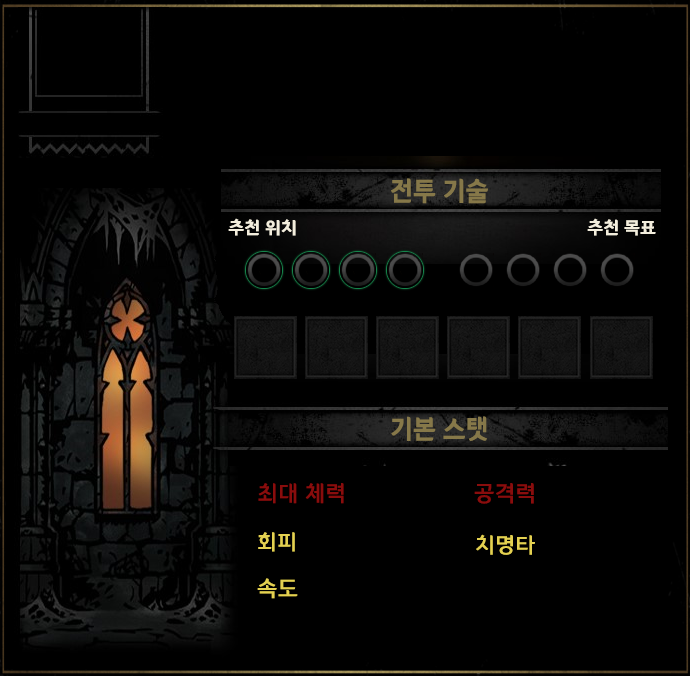 전투 기술
추천 위치 추천 목표
기본 스탯
최대 체력 공격력
회피 치명타
속도